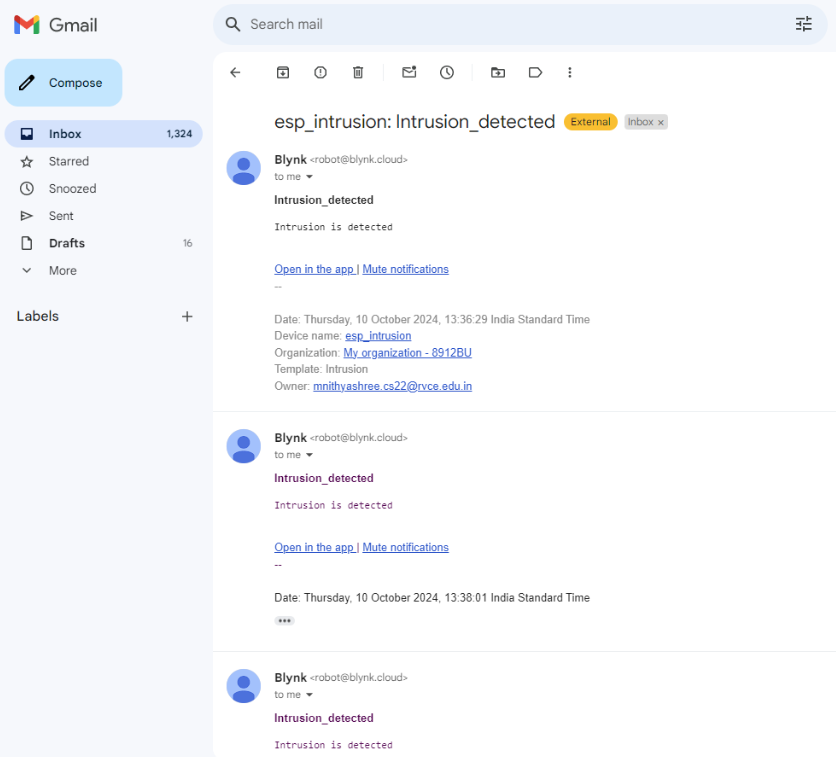 Gmail
Search mail
Compose
Inbox 1,324
Starred
Snoozed
Sent
Drafts 16
More
Labels
esp_intrusion: Intrusion_detected External Inbox x
Blynk <robot@blynk.cloud>
to me
Intrusion_detected
Intrusion is detected
Open in the app | Mute notifications
--
Date: Thursday, 10 October 2024, 13:36:29 India Standard Time
Device name: esp_intrusion
Organization: My organization - 8912BU
Template: Intrusion
Owner: mnithyashree.cs22@rvce.edu.in
Blynk <robot@blynk.cloud>
to me
Intrusion_detected
Intrusion is detected
Open in the app | Mute notifications
--
Date: Thursday, 10 October 2024, 13:38:01 India Standard Time
Blynk <robot@blynk.cloud>
to me
Intrusion_detected
Intrusion is detected